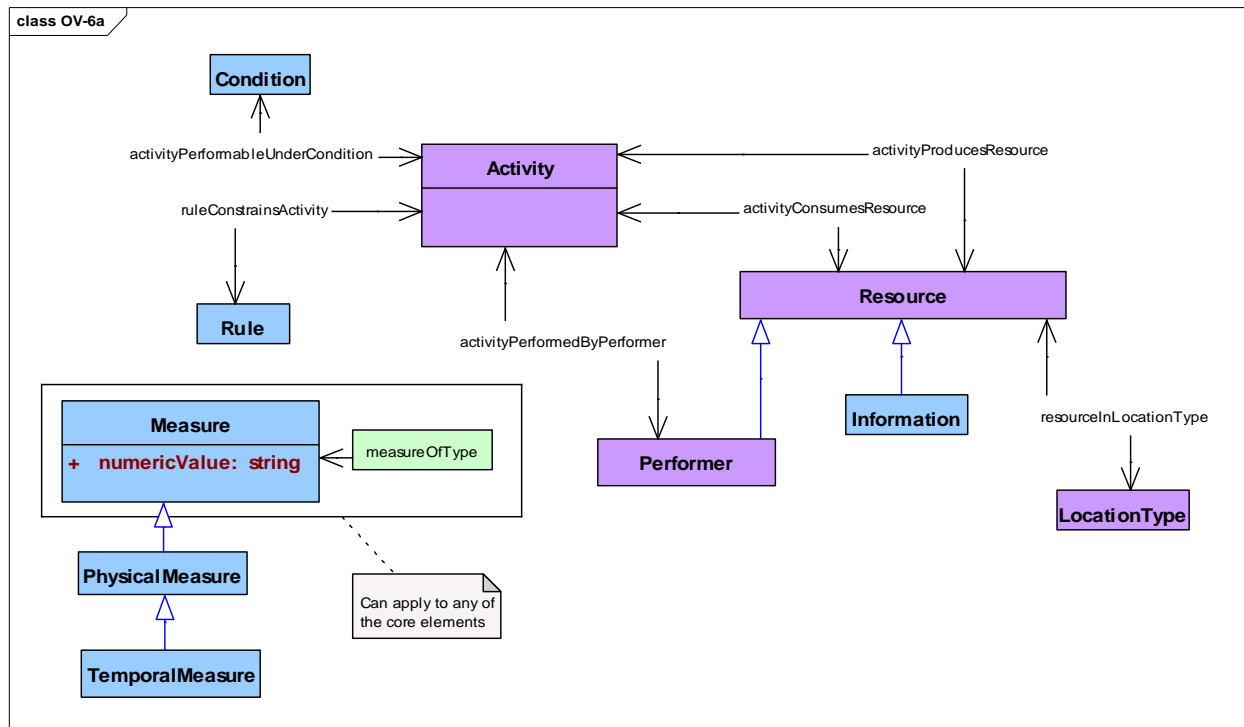 class OV-6a
Condition
activityPerformableUnderCondition
Activity
activityProducesResource
ruleConstrainsActivity
activityConsumesResource
Resource
Rule
activityPerformedByPerformer
Information
resourceInLocationType
Measure
+ numericValue: string
measureOfType
Performer
LocationType
PhysicalMeasure
Can apply to any of
the core elements
TemporalMeasure